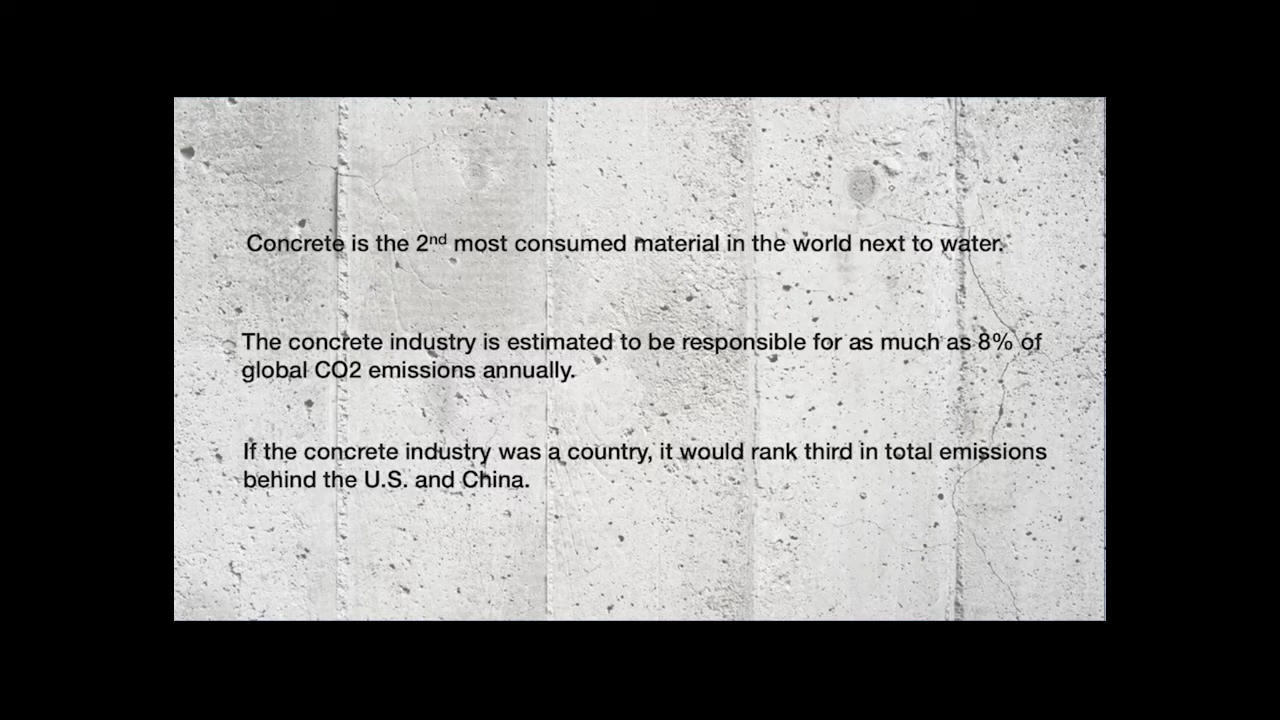 Concrete is the 2nd most consumed material in the world next to water.
The concrete industry is estimated to be responsible for as much as 8% of
global CO2 emissions annually.
If the concrete industry was a country, it would rank third in total emissions
behind the U.S. and China.